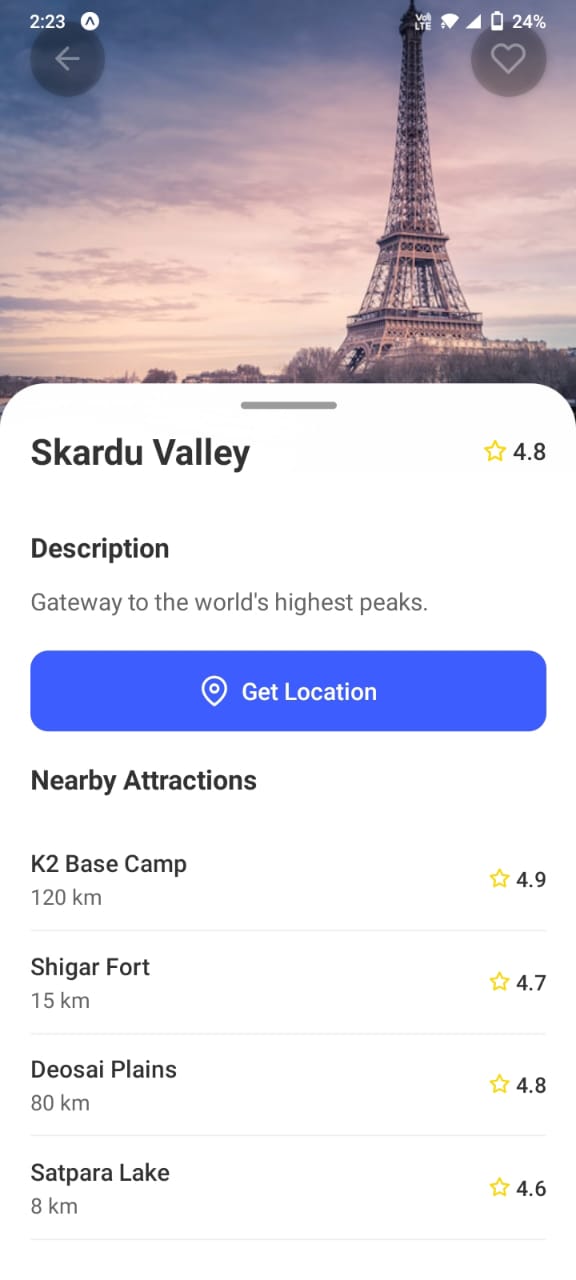 2:23
Vo) LTE 24%
Skardu Valley
4.8
Description
Gateway to the world's highest peaks.
Get Location
Nearby Attractions
K2 Base Camp
4.9
120 km
Shigar Fort
4.7
15 km
Deosai Plains
4.8
80 km
Satpara Lake
4.6
8 km